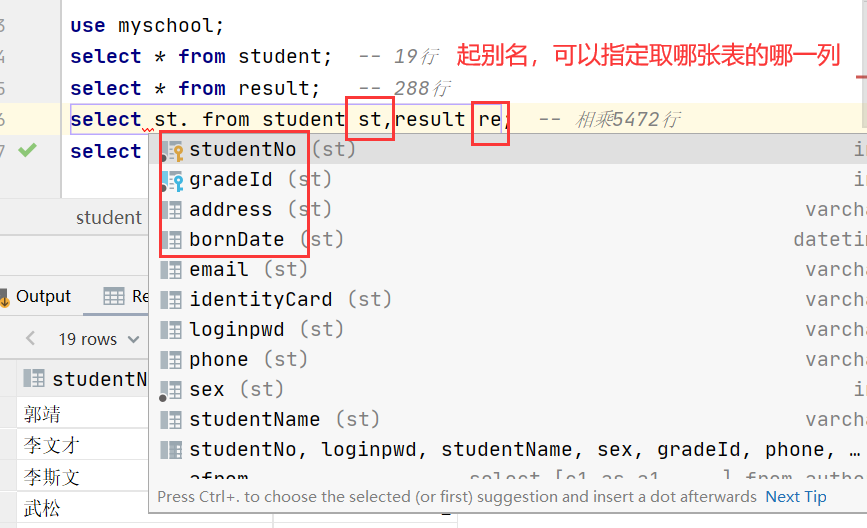 3
use myschool;
4
select * from student;  -- 19行
起别名，可以指定取哪张表的哪一列
5
select * from result;   -- 288行
6
select st. from student st,result re;  -- 相乘5472行
7
select
studentNo (st)
in
gradeId (st)
in
address (st)
varcha
student
bornDate (st)
datetim
email (st)
varcha
Output
Re
identityCard (st)
varcha
19 rows
loginpwd (st)
varcha
phone (st)
varcha
studentN
sex (st)
in
郭靖
studentName (st)
varcha
李文才
studentNo, loginpwd, studentName, sex, gradeId, phone, …
李斯文
Press Ctrl+. to choose the selected (or first) suggestion and insert a dot afterwards  Next Tip
武松